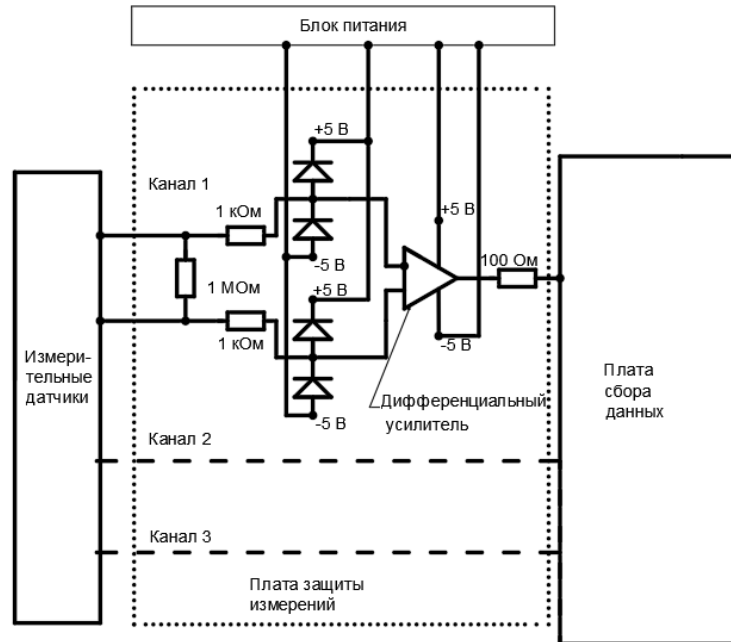 Блок питания
+5 В
Канал 1
+5 В
1 кОм
-5 В
100 Ом
+5 В
1 МОм
1 кОм
-5 В
Измери-
тельные
датчики
Плата
сбора
данных
Дифференциальный
усилитель
-5 В
Канал 2
Канал 3
Плата защиты
измерений